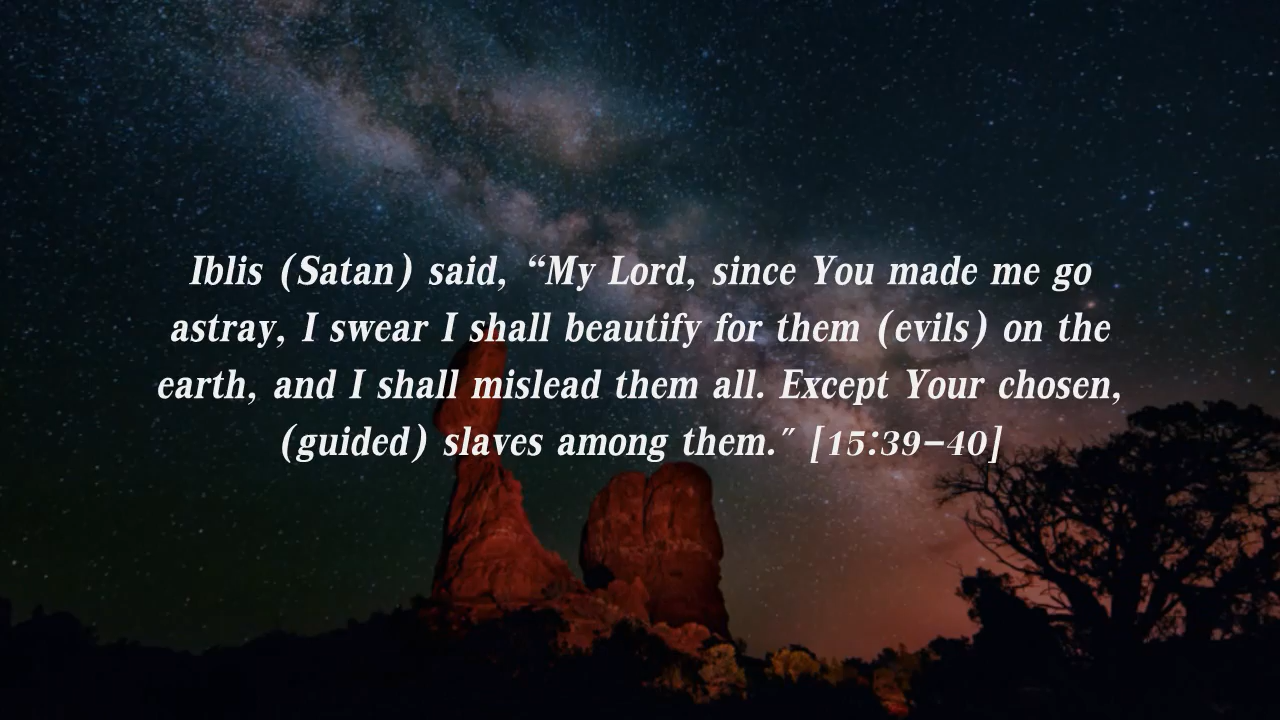 Iblis (Satan) said, “My Lord, since You made me go
astray, I swear I shall beautify for them (evils) on the
earth, and I shall mislead them all. Except Your chosen,
(guided) slaves among them.″ [15:39–40]